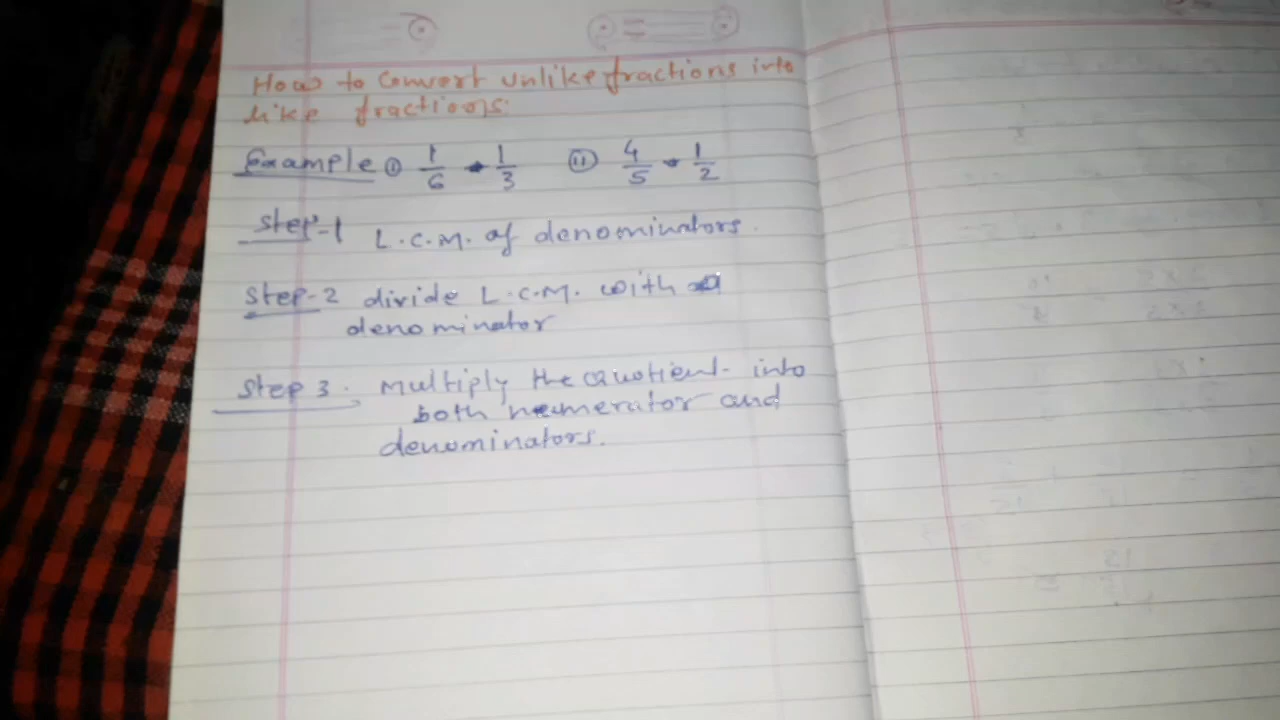 How to convert unlike fractions into
like fractions.
Example (i) 1/6, 1/3 (ii) 4/5, 1/2
Step-1 L.C.M. of denominators.
Step-2 divide L.C.M. with a
denominator
Step 3. Multiply the quotient into
both numerator and
denominators.